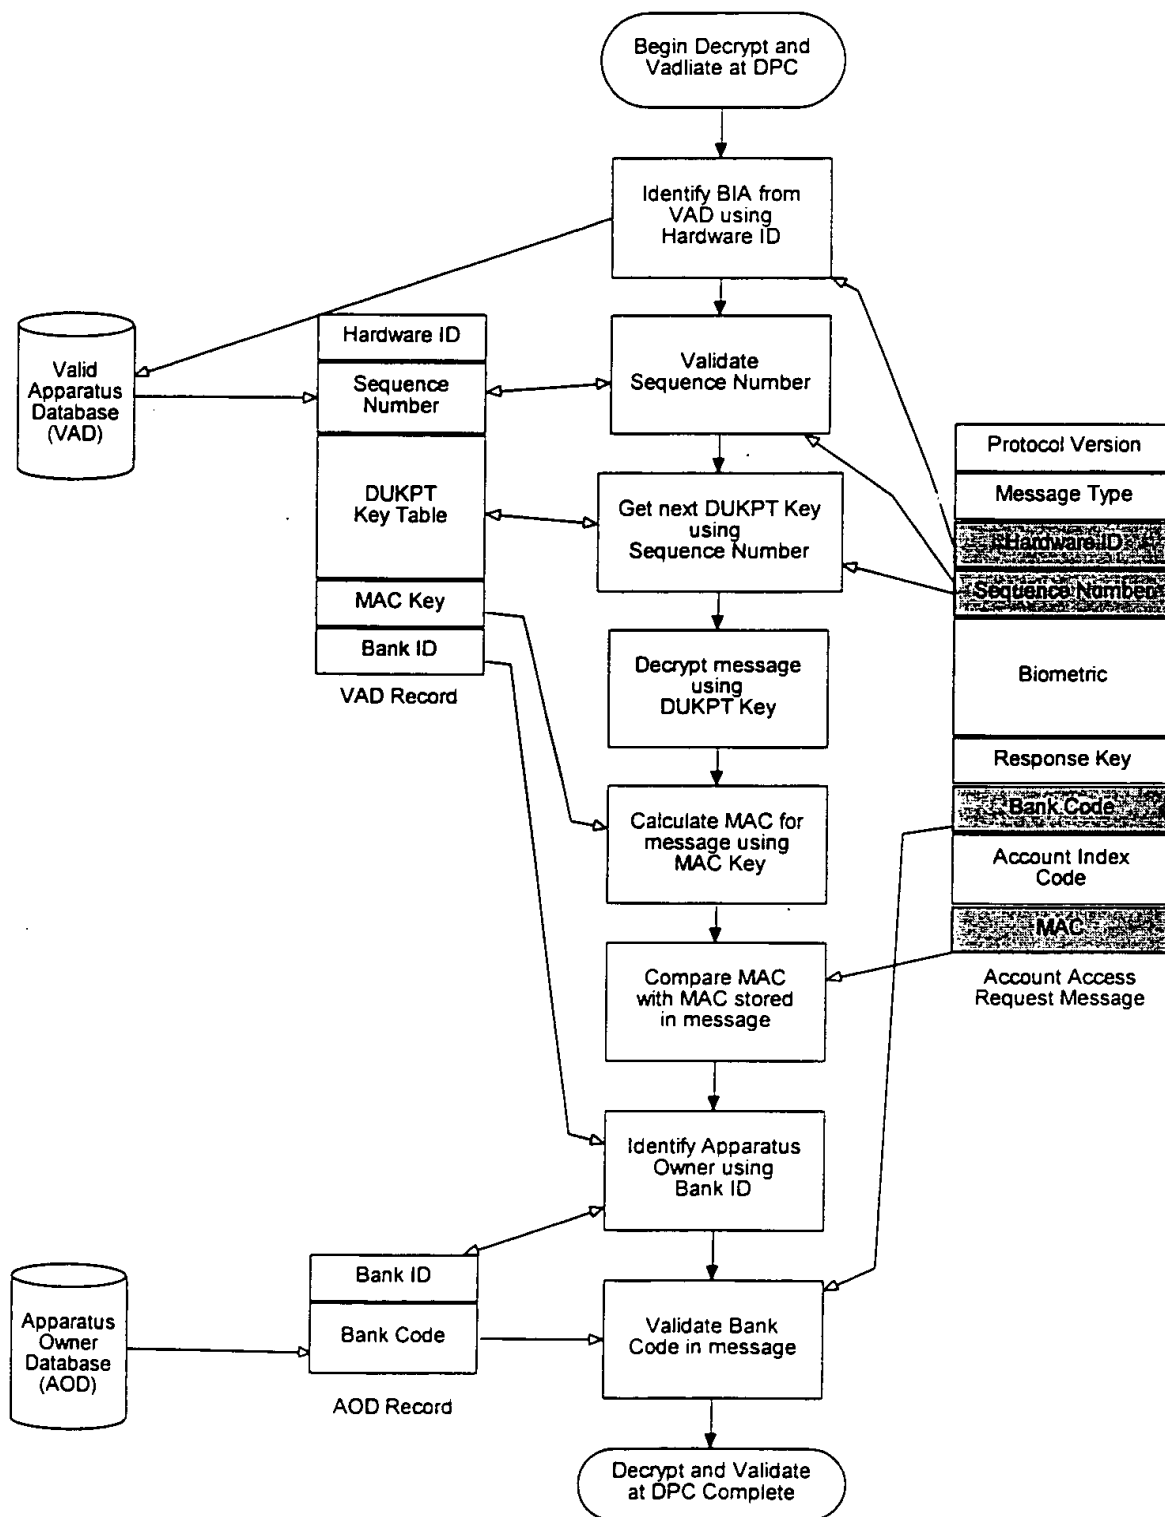 Begin Decrypt and
Vadliate at DPC
Identify BIA from
VAD using
Hardware ID
Valid
Apparatus
Database
(VAD)
Hardware ID
Sequence
Number
DUKPT
Key Table
MAC Key
Bank ID
VAD Record
Validate
Sequence Number
Get next DUKPT Key
using
Sequence Number
Decrypt message
using
DUKPT Key
Calculate MAC for
message using
MAC Key
Compare MAC
with MAC stored
in message
Identify Apparatus
Owner using
Bank ID
Validate Bank
Code in message
Decrypt and Validate
at DPC Complete
Protocol Version
Message Type
Hardware ID
Sequence Number
Biometric
Response Key
Bank Code
Account Index
Code
MAC
Account Access
Request Message
Apparatus
Owner
Database
(AOD)
Bank ID
Bank Code
AOD Record